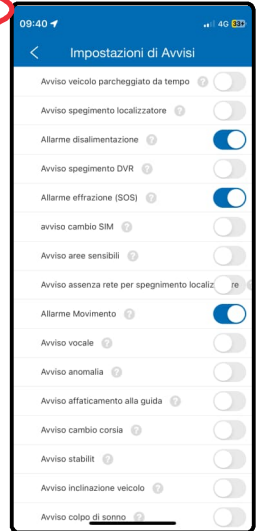 09:40 4G 33
Impostazioni di Avvisi
Avviso veicolo parcheggiato da tempo ?
Avviso spegimento localizzatore ?
Allarme disalimentazione ?
Avviso spegimento DVR ?
Allarme effrazione (SOS) ?
avviso cambio SIM ?
Avviso aree sensibili ?
Avviso assenza rete per spegnimento localiz re
Allarme Movimento ?
Avviso vocale ?
Avviso anomalia ?
Avviso affaticamento alla guida ?
Avviso cambio corsia ?
Avviso stabilit ?
Avviso inclinazione veicolo ?
Avviso colpo di sonno ?